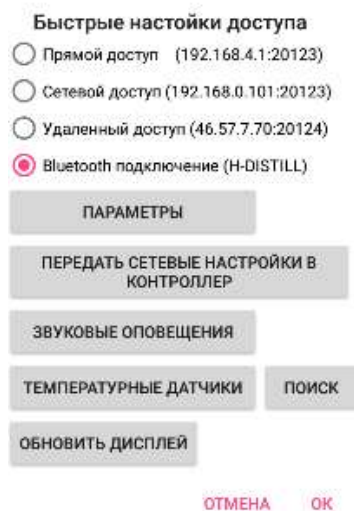 Быстрые настойки доступа
Прямой доступ (192.168.4.1:20123)
Сетевой доступ (192.168.0.101:20123)
Удаленный доступ (46.57.7.70:20124)
Bluetooth подключение (H-DISTILL)
ПАРАМЕТРЫ
ПЕРЕДАТЬ СЕТЕВЫЕ НАСТРОЙКИ В
КОНТРОЛЛЕР
ЗВУКОВЫЕ ОПОВЕЩЕНИЯ
ТЕМПЕРАТУРНЫЕ ДАТЧИКИ ПОИСК
ОБНОВИТЬ ДИСПЛЕЙ
ОТМЕНА ОК